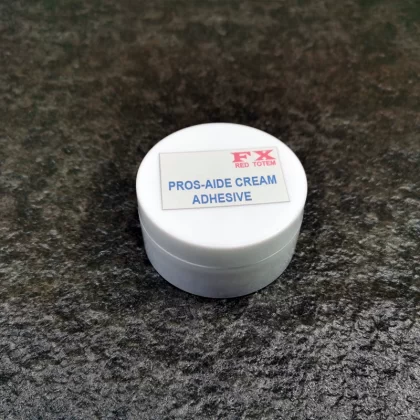 FX
RED TOTEM
PROS-AIDE CREAM
ADHESIVE